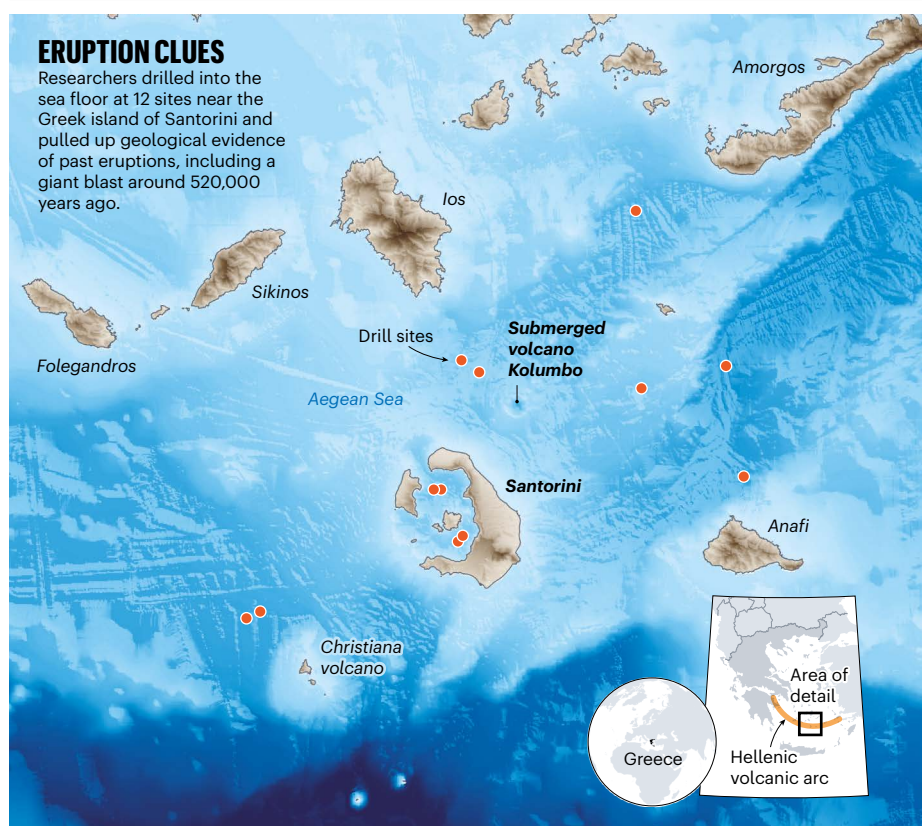 ERUPTION CLUES
Researchers drilled into the
sea floor at 12 sites near the
Greek island of Santorini and
pulled up geological evidence
of past eruptions, including a
giant blast around 520,000
years ago.
Amorgos
Ios
Sikinos
Folegandros
Drill sites
Submerged
volcano
Kolumbo
Aegean Sea
Santorini
Anafi
Christiana
volcano
Area of
detail
Greece
Hellenic
volcanic arc